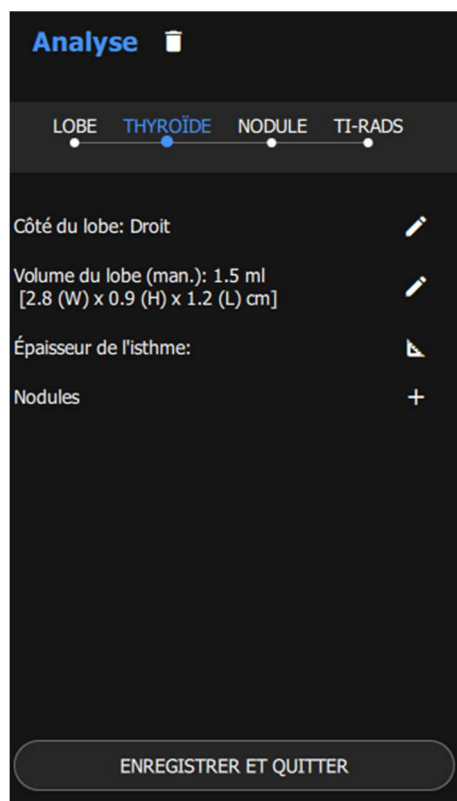 Analyse
LOBE THYROÏDE NODULE TI-RADS
Côté du lobe: Droit
Volume du lobe (man.): 1.5 ml
[2.8 (W) x 0.9 (H) x 1.2 (L) cm]
Épaisseur de l'isthme:
Nodules
ENREGISTRER ET QUITTER